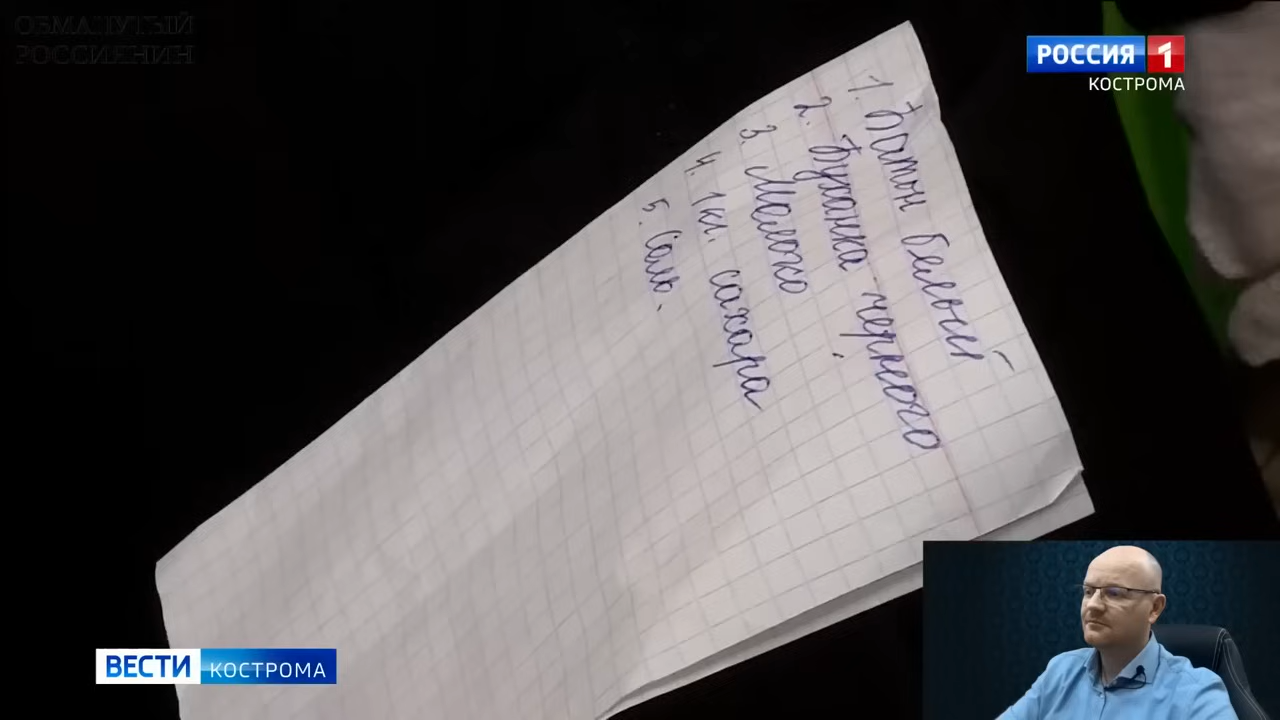 ОБМАНУТЫЙ
РОССИЯНИН
РОССИЯ 1
КОСТРОМА
1. Батон белый
2. Буханка черного
3. Молоко
4. 1кг. сахара
5. Соль.
ВЕСТИ КОСТРОМА